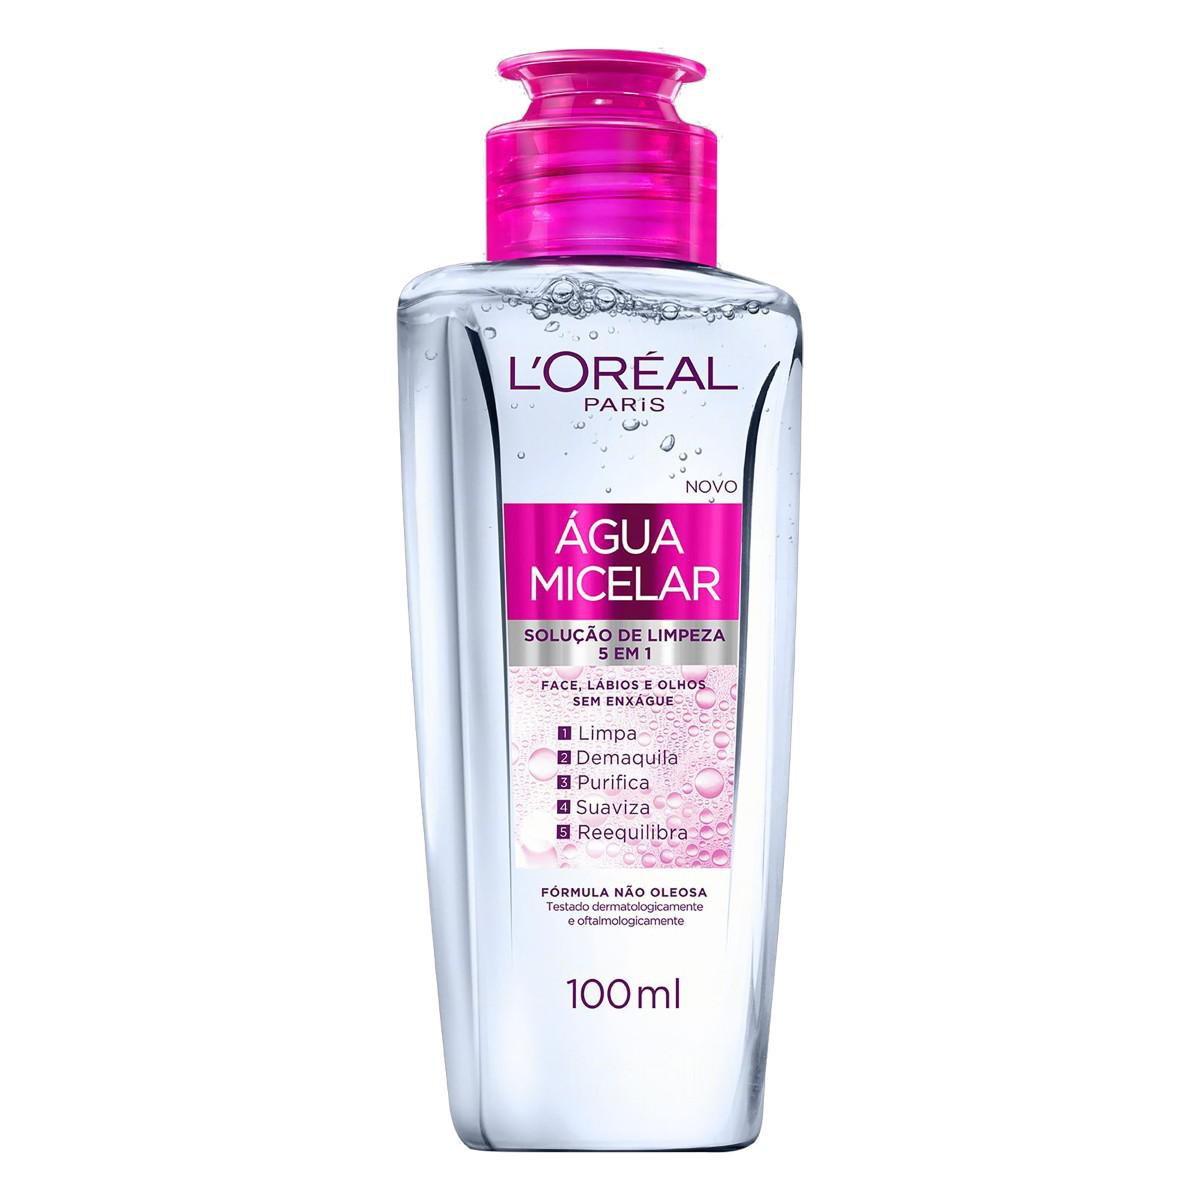 L'ORÉAL
PARiS
NOVO
ÁGUA
MICELAR
SOLUÇÃO DE LIMPEZA
5 EM 1
FACE, LÁBIOS E OLHOS
SEM ENXÁGUE
1 Limpa
2 Demaquila
3 Purifica
4 Suaviza
5 Reequilibra
FÓRMULA NÃO OLEOSA
Testado dermatologicamente
e oftalmologicamente
100ml